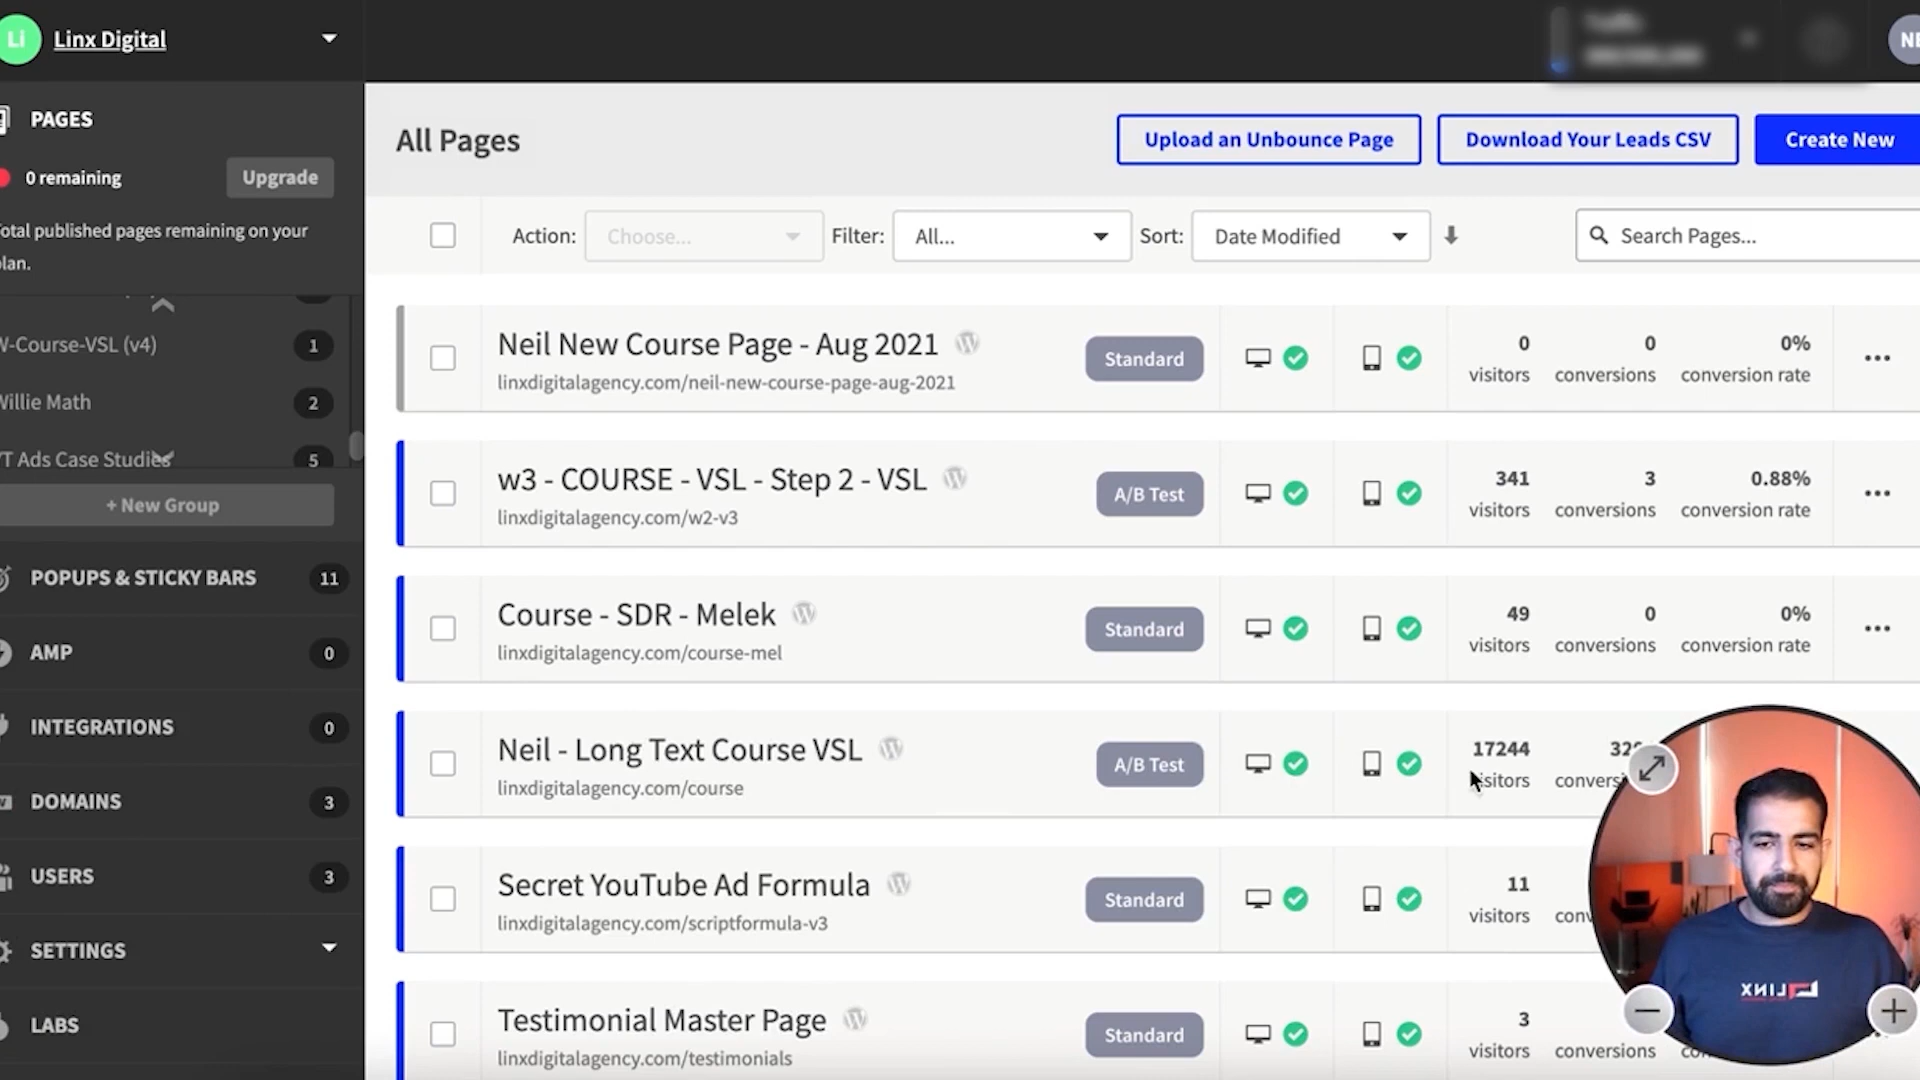 Li Linx Digital
PAGES
0 remaining
Upgrade
otal published pages remaining on your
lan.
W-Course-VSL (v4) 1
Willie Math 2
T Ads Case Studies 5
+ New Group
POPUPS & STICKY BARS 11
AMP 0
INTEGRATIONS 0
DOMAINS 3
USERS 3
SETTINGS
LABS
NE
All Pages
Upload an Unbounce Page
Download Your Leads CSV
Create New
Action: Choose... Filter: All... Sort: Date Modified Search Pages...
Neil New Course Page - Aug 2021
linxdigitalagency.com/neil-new-course-page-aug-2021
Standard
0 0 0%
visitors conversions conversion rate
w3 - COURSE - VSL - Step 2 - VSL
linxdigitalagency.com/w2-v3
A/B Test
341 3 0.88%
visitors conversions conversion rate
Course - SDR - Melek
linxdigitalagency.com/course-mel
Standard
49 0 0%
visitors conversions conversion rate
Neil - Long Text Course VSL
linxdigitalagency.com/course
A/B Test
17244
visitors convers
Secret YouTube Ad Formula
linxdigitalagency.com/scriptformula-v3
Standard
11
visitors conv
Testimonial Master Page
linxdigitalagency.com/testimonials
Standard
3
visitors conversions co
LINX